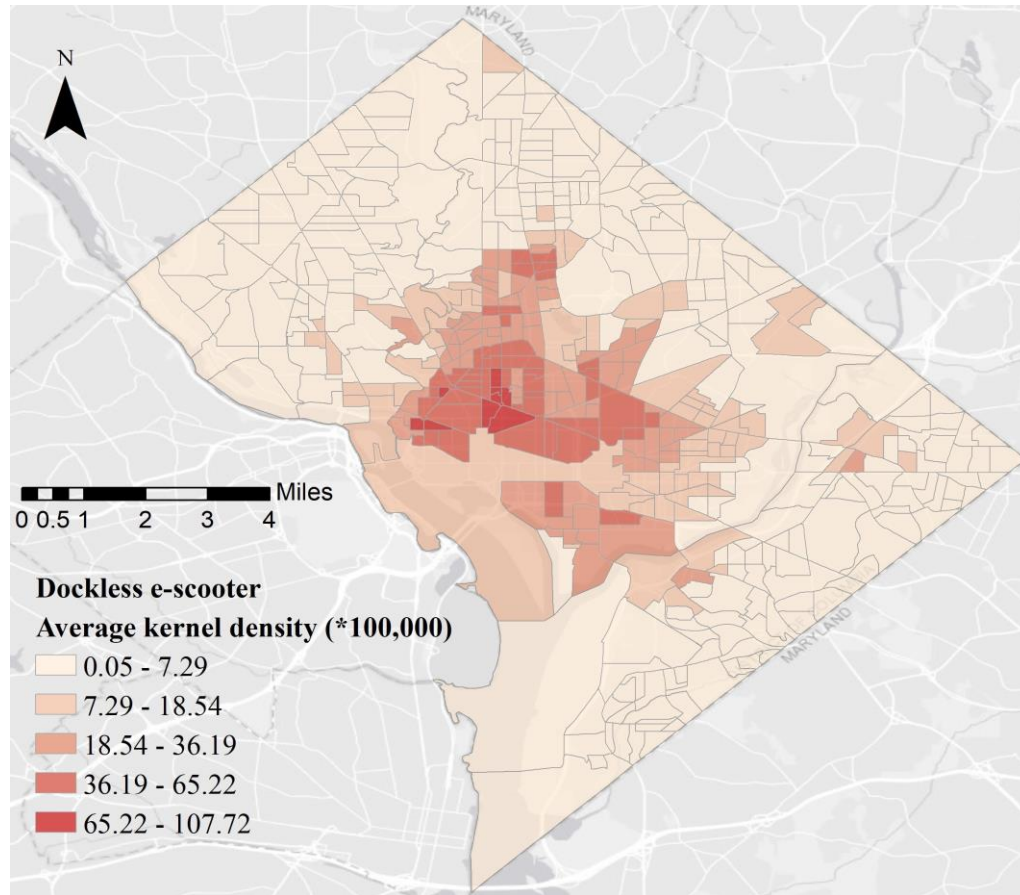 MARYLAND
N
Miles
0 0.5 1 2 3 4
Dockless e-scooter
Average kernel density (*100,000)
0.05 - 7.29
7.29 - 18.54
18.54 - 36.19
36.19 - 65.22
65.22 - 107.72
MARYLAND